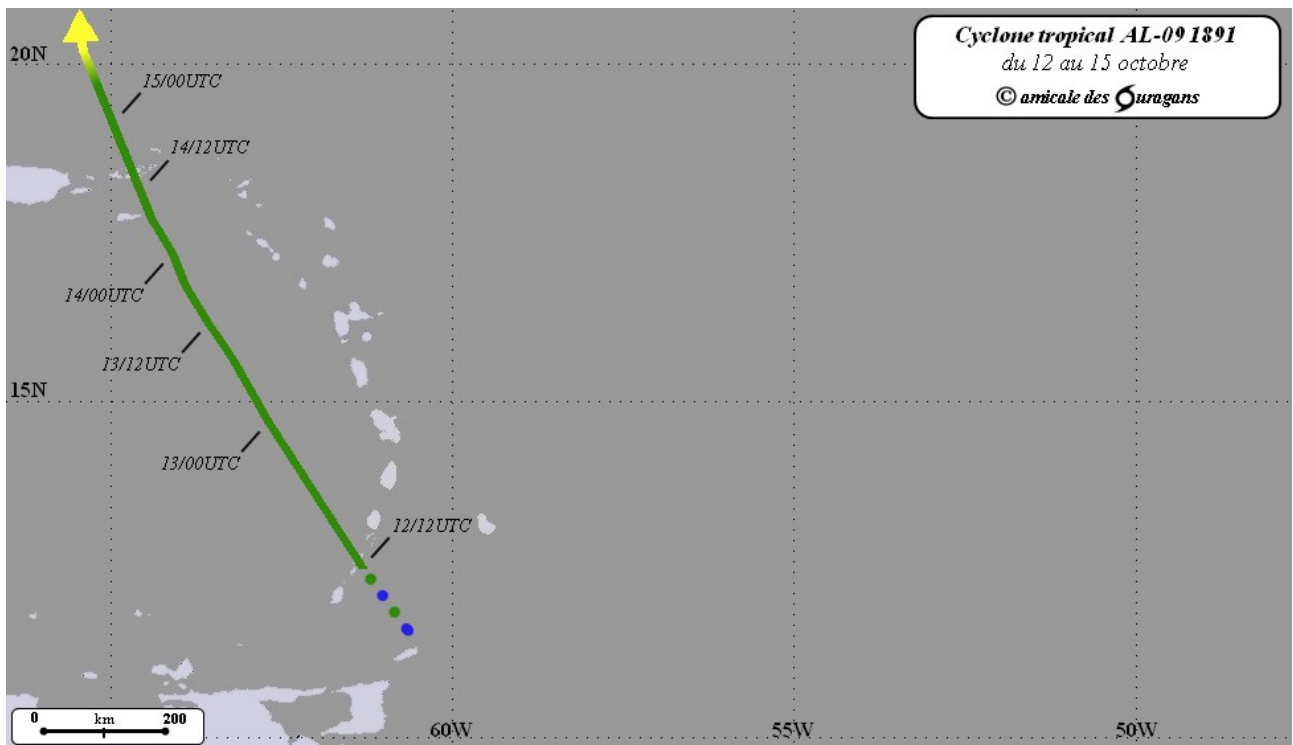 Cyclone tropical AL-09 1891
du 12 au 15 octobre
© amicale des Ouragans
20N
15/00UTC
14/12UTC
14/00UTC
13/12UTC
15N
13/00UTC
12/12UTC
0 km 200
60W 55W 50W